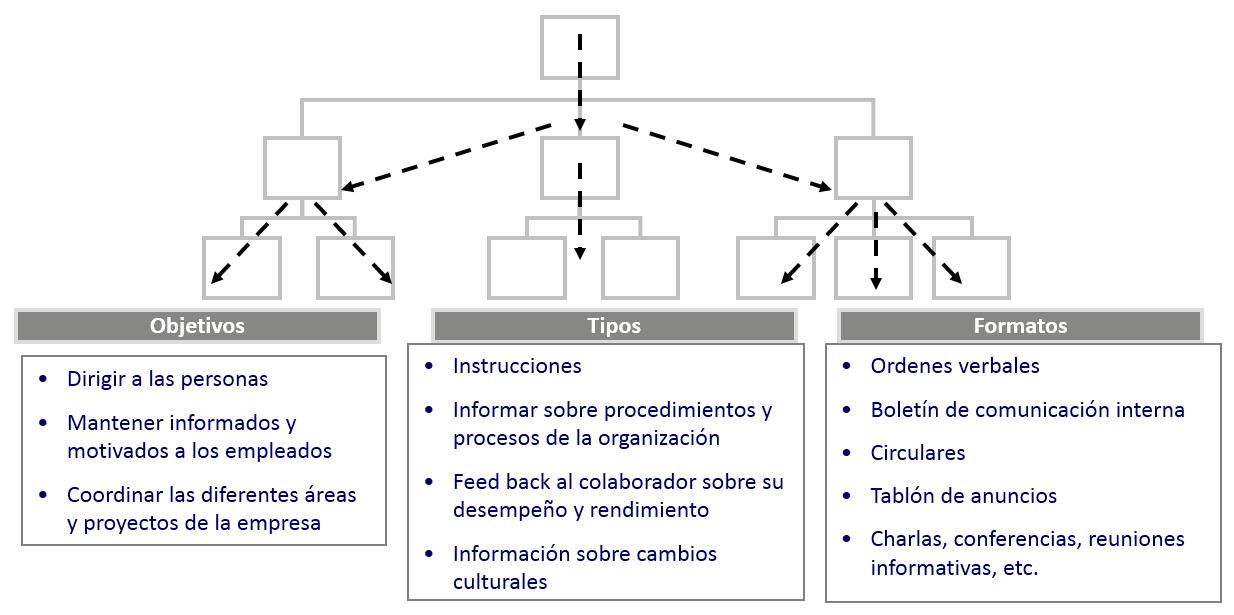 Objetivos
• Dirigir a las personas
• Mantener informados y
motivados a los empleados
• Coordinar las diferentes áreas
y proyectos de la empresa
Tipos
• Instrucciones
• Informar sobre procedimientos y
procesos de la organización
• Feed back al colaborador sobre su
desempeño y rendimiento
• Información sobre cambios
culturales
Formatos
• Ordenes verbales
• Boletín de comunicación interna
• Circulares
• Tablón de anuncios
• Charlas, conferencias, reuniones
informativas, etc.